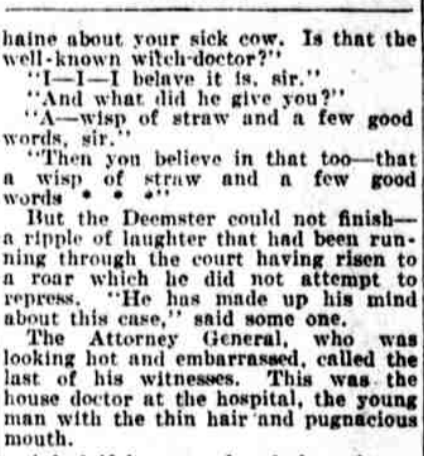 haine about your sick cow. Is that the
well-known witch-doctor?"
"I—I—I belave it is, sir."
"And what did he give you?"
"A—wisp of straw and a few good
words, sir."
"Then you believe in that too—that
a wisp of straw and a few good
words * * *"
But the Deemster could not finish—
a ripple of laughter that had been run-
ning through the court having risen to
a roar which he did not attempt to
repress. "He has made up his mind
about this case," said some one.
The Attorney General, who was
looking hot and embarrassed, called the
last of his witnesses. This was the
house doctor at the hospital, the young
man with the thin hair and pugnacious
mouth.